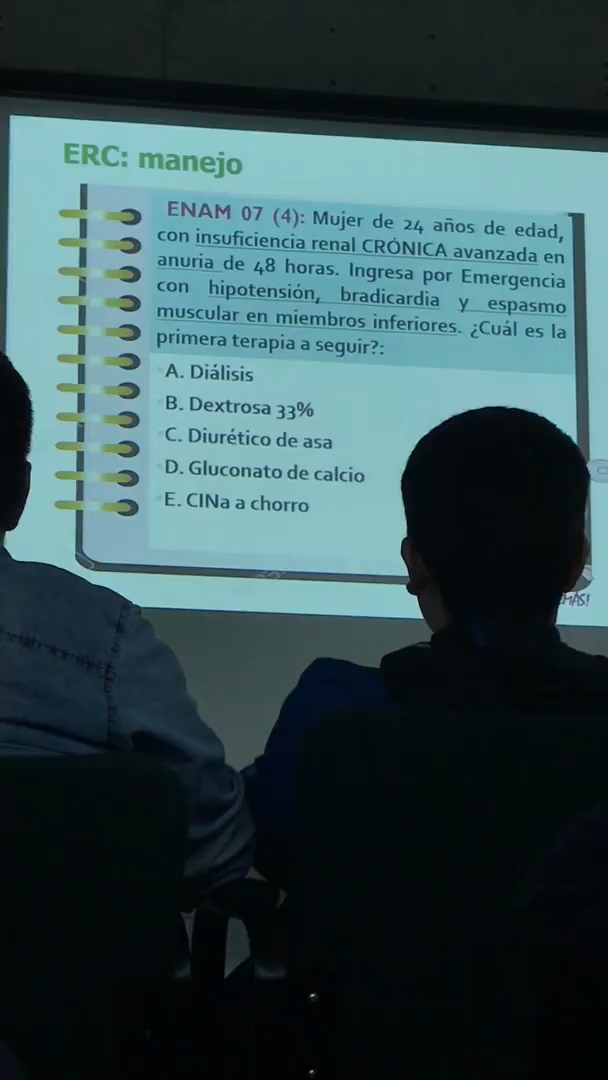 ERC: manejo
ENAM 07 (4): Mujer de 24 años de edad,
con insuficiencia renal CRÓNICA avanzada en
anuria de 48 horas. Ingresa por Emergencia
con hipotensión, bradicardia y espasmo
muscular en miembros inferiores. ¿Cuál es la
primera terapia a seguir?:
A. Diálisis
B. Dextrosa 33%
C. Diurético de asa
D. Gluconato de calcio
E. ClNa a chorro